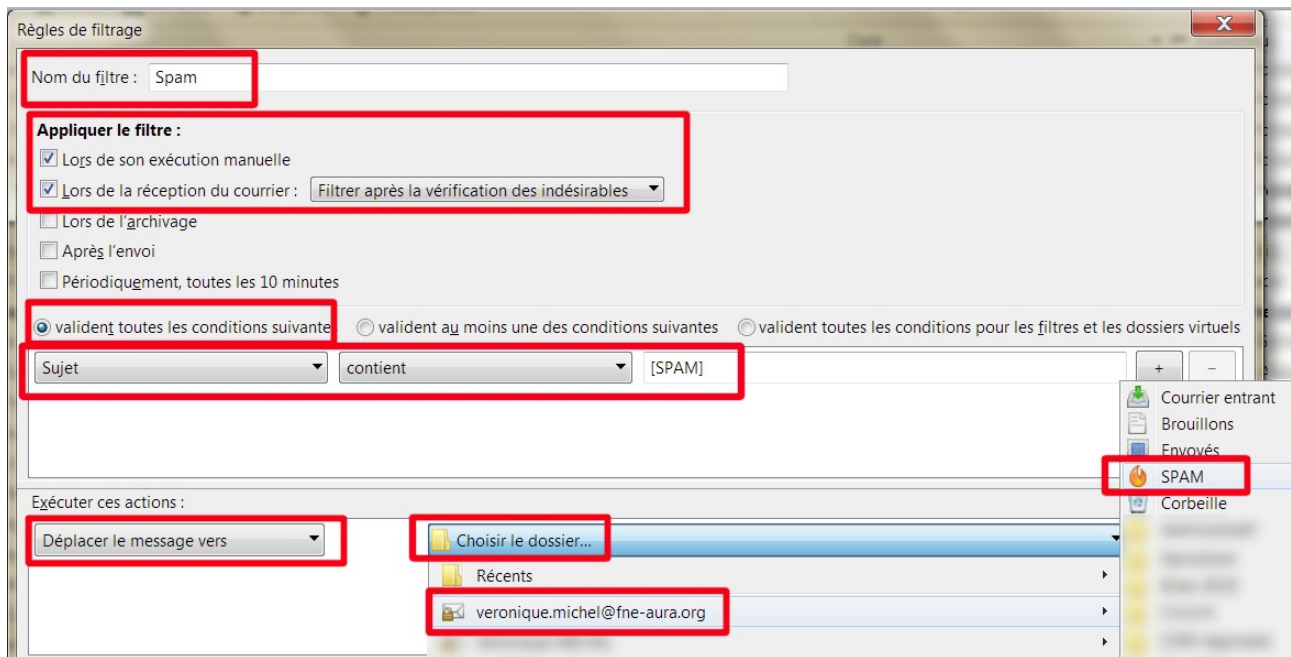 Règles de filtrage
Nom du filtre : Spam
Appliquer le filtre :
Lors de son exécution manuelle
Lors de la réception du courrier : Filtrer après la vérification des indésirables
Lors de l'archivage
Après l'envoi
Périodiquement, toutes les 10 minutes
valident toutes les conditions suivantes valident au moins une des conditions suivantes valident toutes les conditions pour les filtres et les dossiers virtuels
Sujet contient [SPAM] + −
Courrier entrant
Brouillons
Envoyés
SPAM
Corbeille
Exécuter ces actions :
Déplacer le message vers Choisir le dossier...
Récents
veronique.michel@fne-aura.org